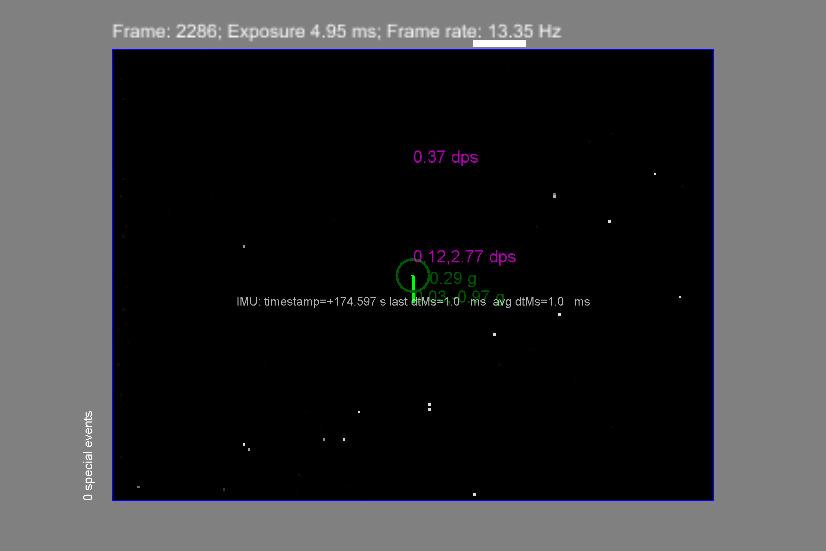 Frame: 2286; Exposure 4.95 ms; Frame rate: 13.35 Hz
0.37 dps
0.12,2.77 dps
0.29 g
0.97 g
IMU: timestamp=+174.597 s last dtMs=1.0 ms avg dtMs=1.0 ms
0 special events